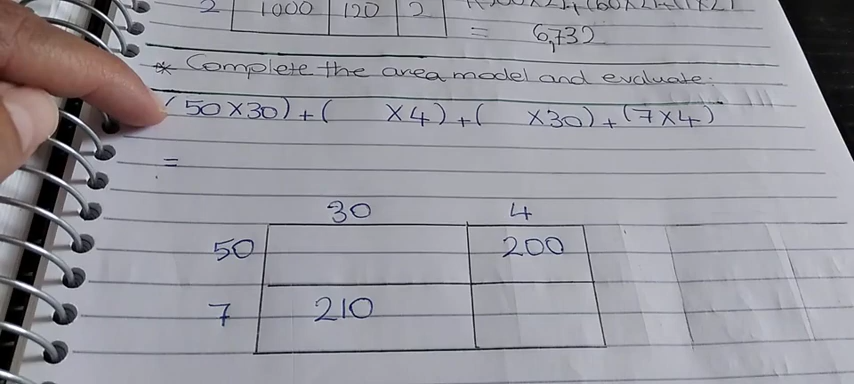 2 1000 120 2
= 6,732
* Complete the area model and evaluate:
(50 X 30) + ( X 4) + ( X 30) + (7 X 4)
=
30 4
50 200
7 210